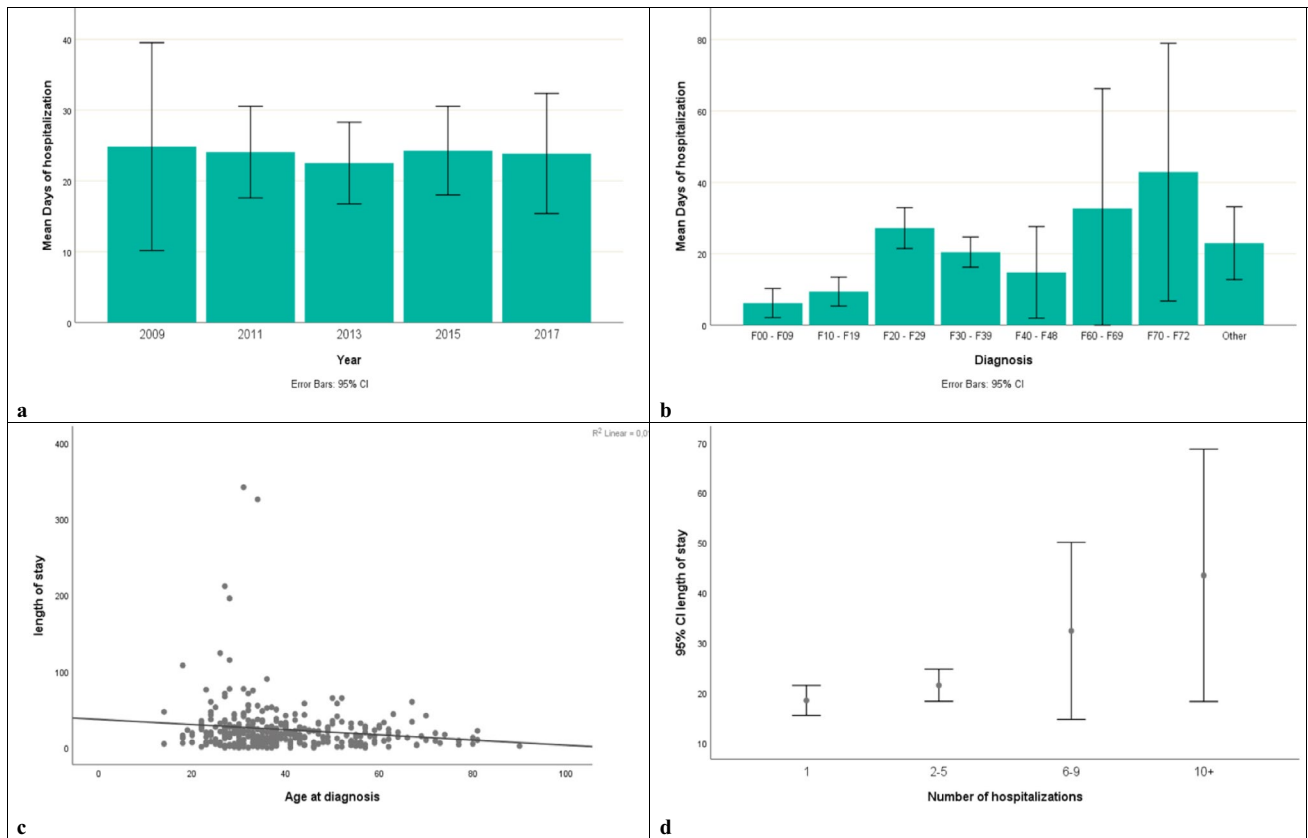 40
30
20
10
0
Mean Days of hospitalization
2009 2011 2013 2015 2017
Year
Error Bars: 95% CI
a
80
60
40
20
0
Mean Days of hospitalization
F00 - F09 F10 - F19 F20 - F29 F30 - F39 F40 - F48 F60 - F69 F70 - F72 Other
Diagnosis
Error Bars: 95% CI
b
R2 Linear = 0,0
400
300
200
100
0
length of stay
0 20 40 60 80 100
Age at diagnosis
c
70
60
50
40
30
20
10
95% CI length of stay
1 2-5 6-9 10+
Number of hospitalizations
d